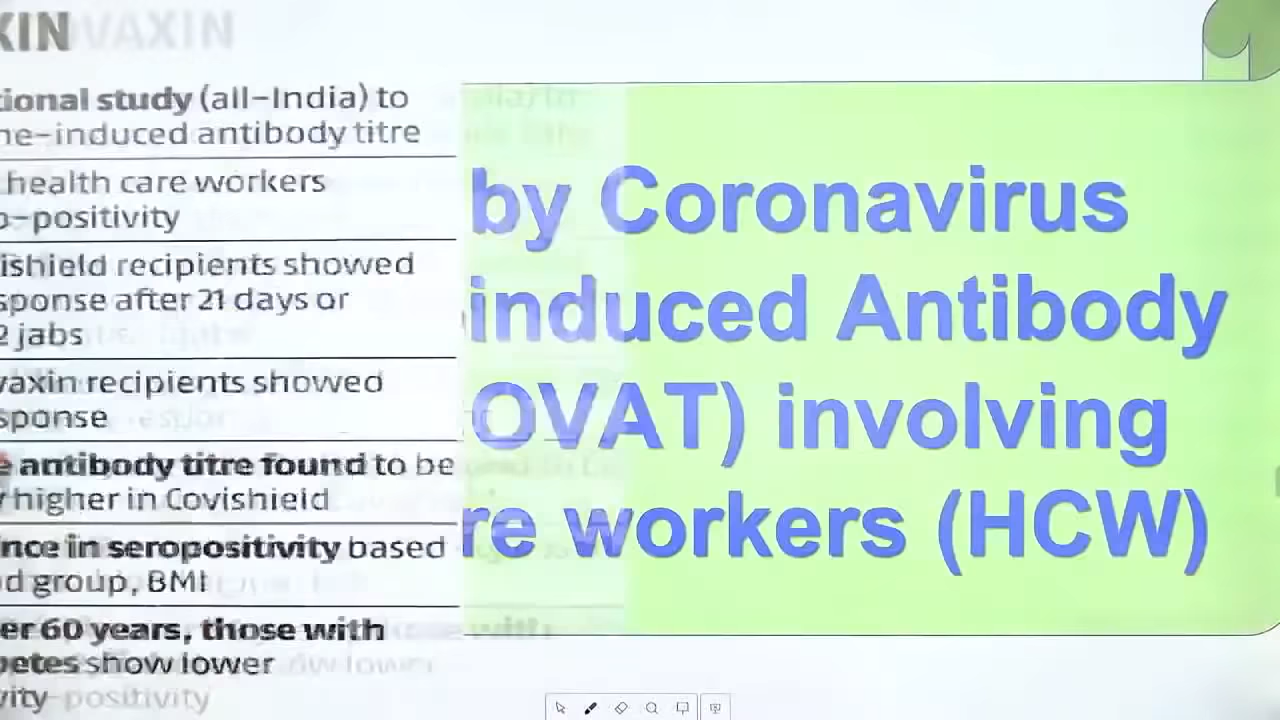 XIN
tional study (all-India) to
ne-induced antibody titre
health care workers
o-positivity
ishield recipients showed
sponse after 21 days or
2 jabs
vaxin recipients showed
sponse
e antibody titre found to be
r higher in Covishield
nce in seropositivity based
d group, BMI
er 60 years, those with
betes show lower
vity
by Coronavirus
induced Antibody
OVAT) involving
re workers (HCW)